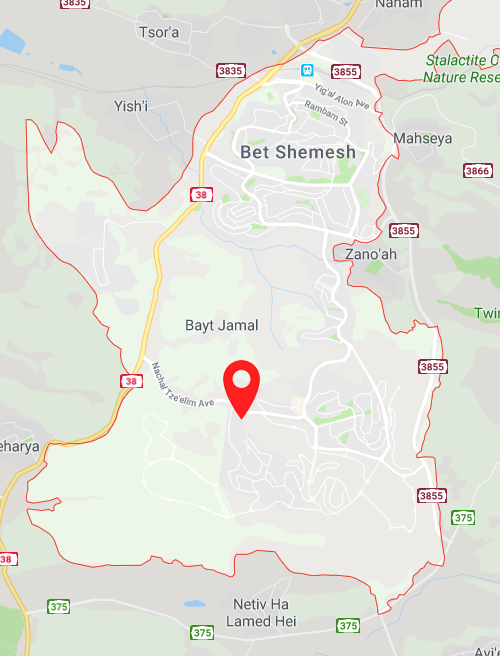 3835
Naham
Tsor'a
3835
3855
Stalactite C
Nature Rese
Yish'i
Yig'al Alon Ave
Rambam St
Mahseya
Bet Shemesh
3866
38
3855
Zano'ah
Twin
Bayt Jamal
3855
38
Nachal Tze'elim Ave
eharya
3855
375
38
Netiv Ha
Lamed Hei
375
375
375
Avi'e